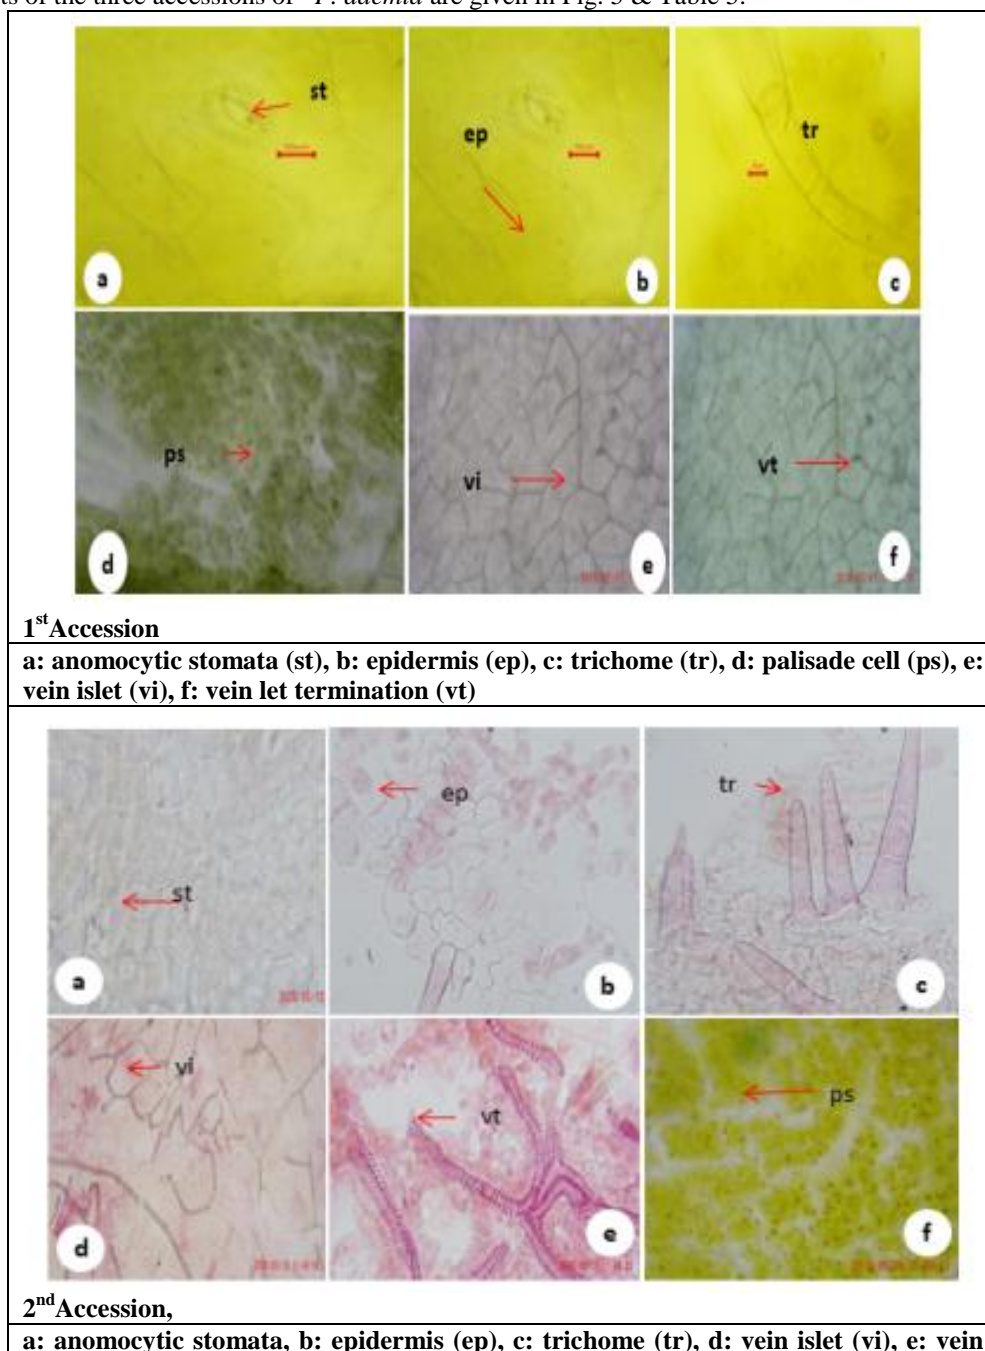 ts of the three accessions of P. daemia are given in Fig. 3 & Table 3.
st
ep
tr
a
b
c
ps
vi
vt
d
e
f
1st Accession
a: anomocytic stomata (st), b: epidermis (ep), c: trichome (tr), d: palisade cell (ps), e:
vein islet (vi), f: vein let termination (vt)
st
ep
tr
a
b
c
vi
vt
ps
d
e
f
2nd Accession,
a: anomocytic stomata, b: epidermis (ep), c: trichome (tr), d: vein islet (vi), e: vein